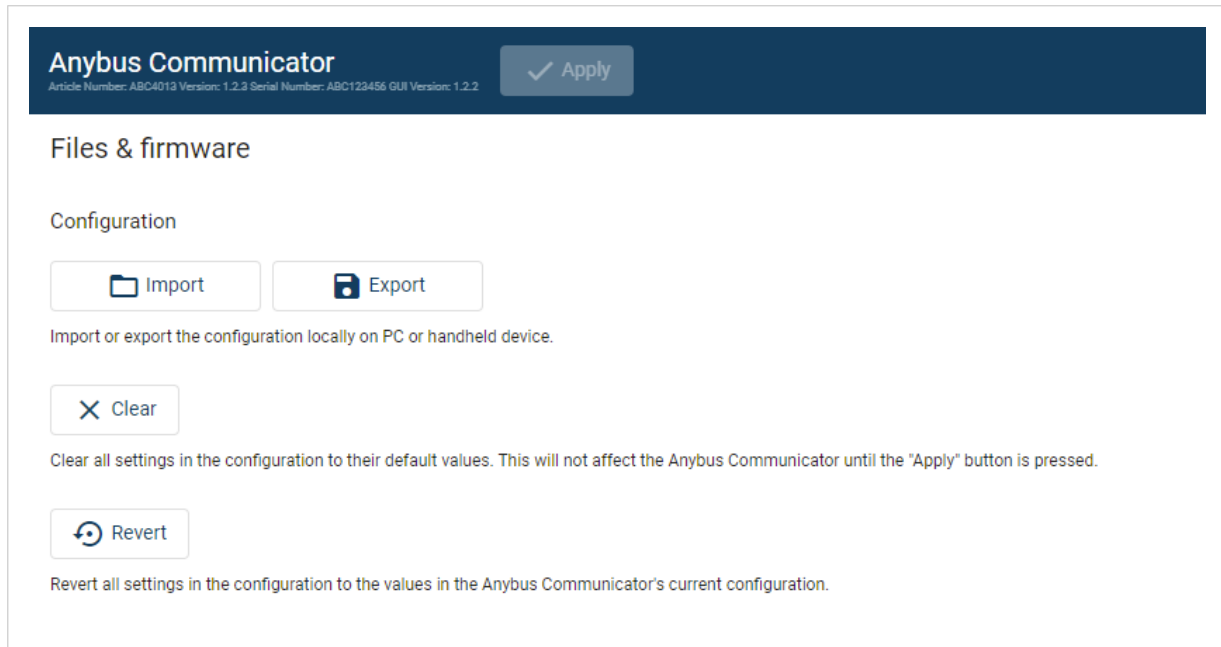 Anybus Communicator
Article Number: ABC4013 Version: 1.2.3 Serial Number: ABC123456 GUI Version: 1.2.2
Apply
Files & firmware
Configuration
Import
Export
Import or export the configuration locally on PC or handheld device.
Clear
Clear all settings in the configuration to their default values. This will not affect the Anybus Communicator until the "Apply" button is pressed.
Revert
Revert all settings in the configuration to the values in the Anybus Communicator's current configuration.